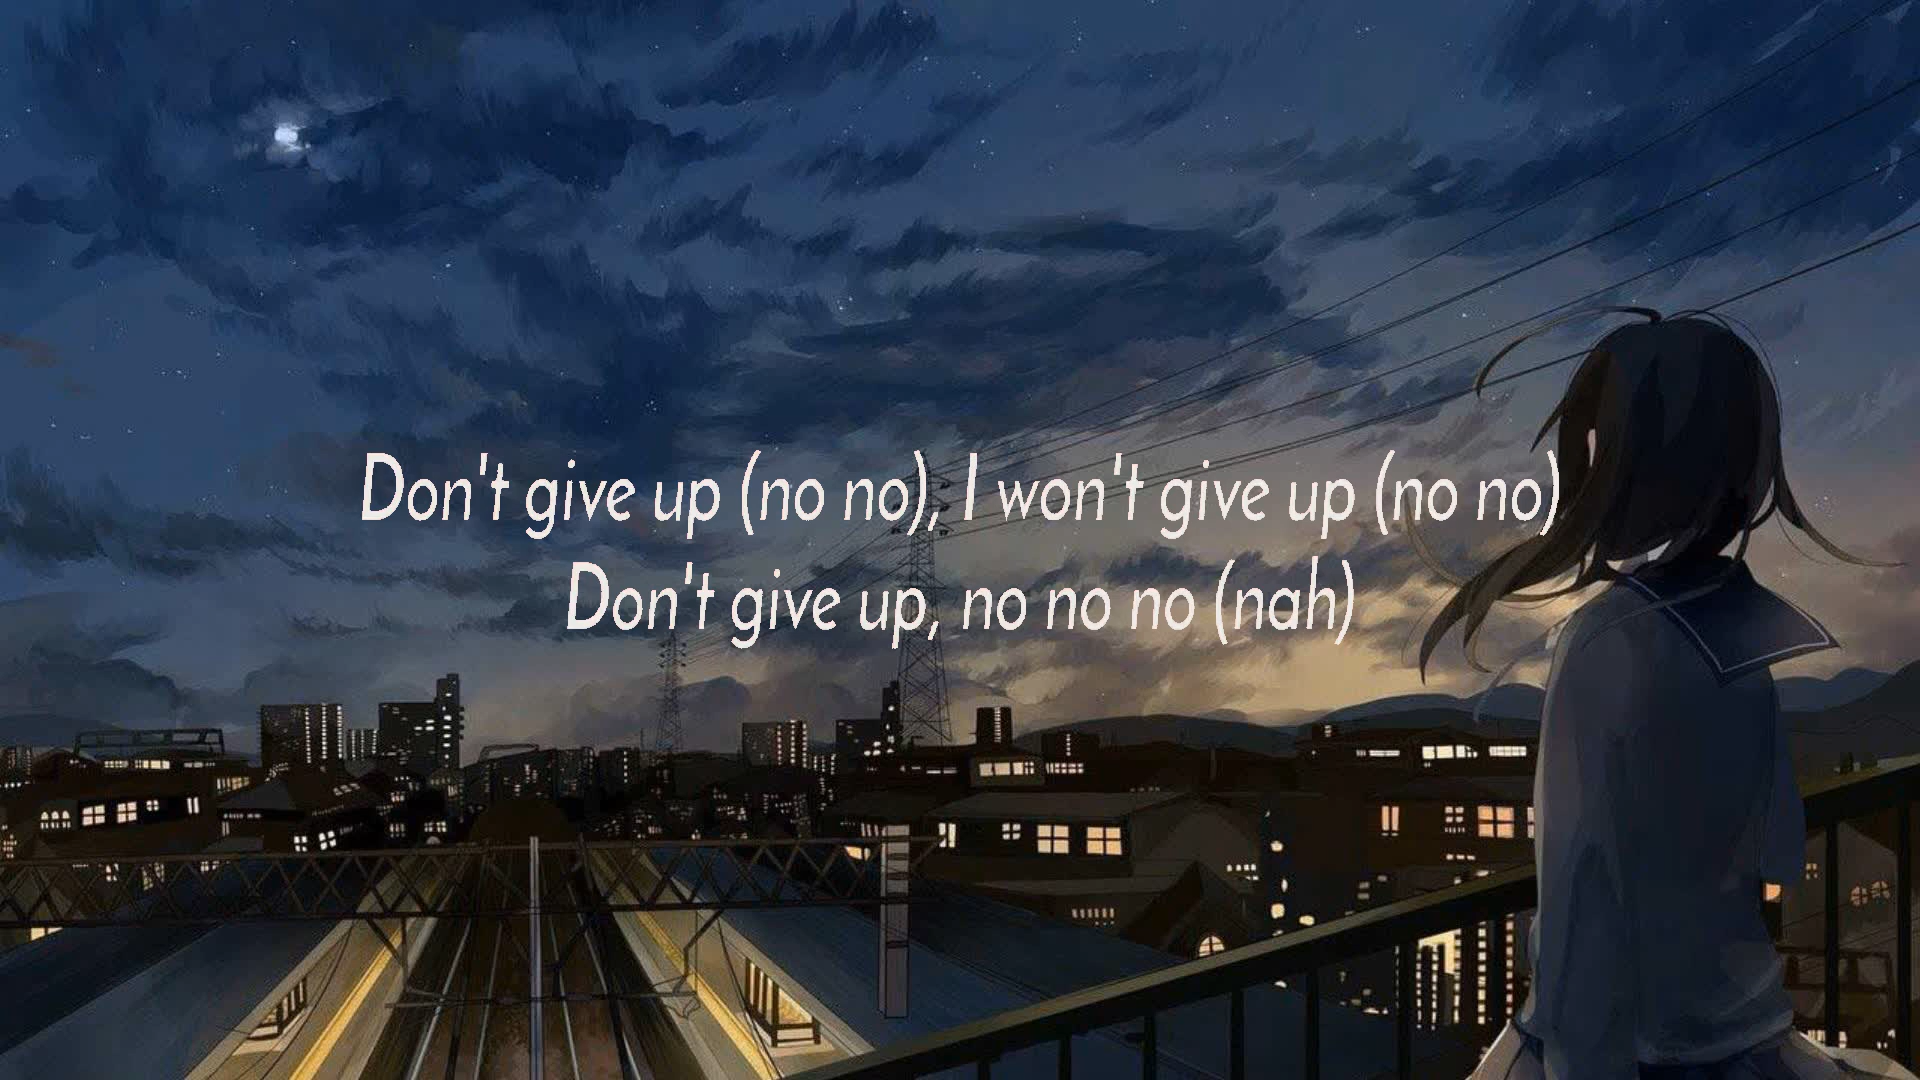 Don't give up (no no), I won't give up (no no)
Don't give up, no no no (nah)